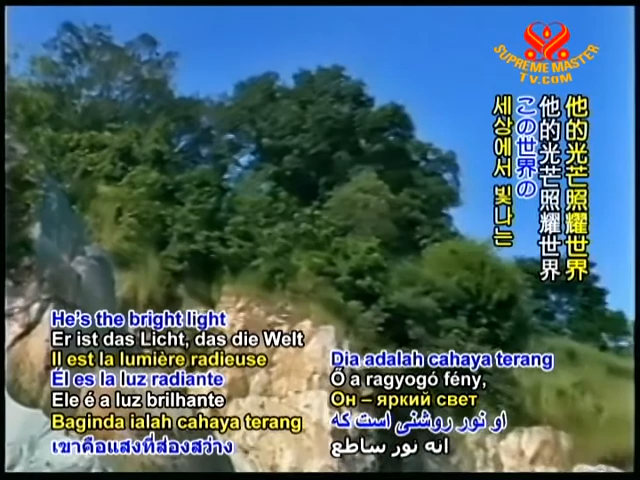 SUPREME MASTER
TV.COM
他的光芒照耀世界
他的光芒照耀世界
この世界の
세상에서 빛나는
He's the bright light
Er ist das Licht, das die Welt
Il est la lumière radieuse
Él es la luz radiante
Ele é a luz brilhante
Baginda ialah cahaya terang
เขาคือแสงที่ส่องสว่าง
Dia adalah cahaya terang
Ő a ragyogó fény,
Он – яркий свет
او نور روشنی است که
انه نور ساطع